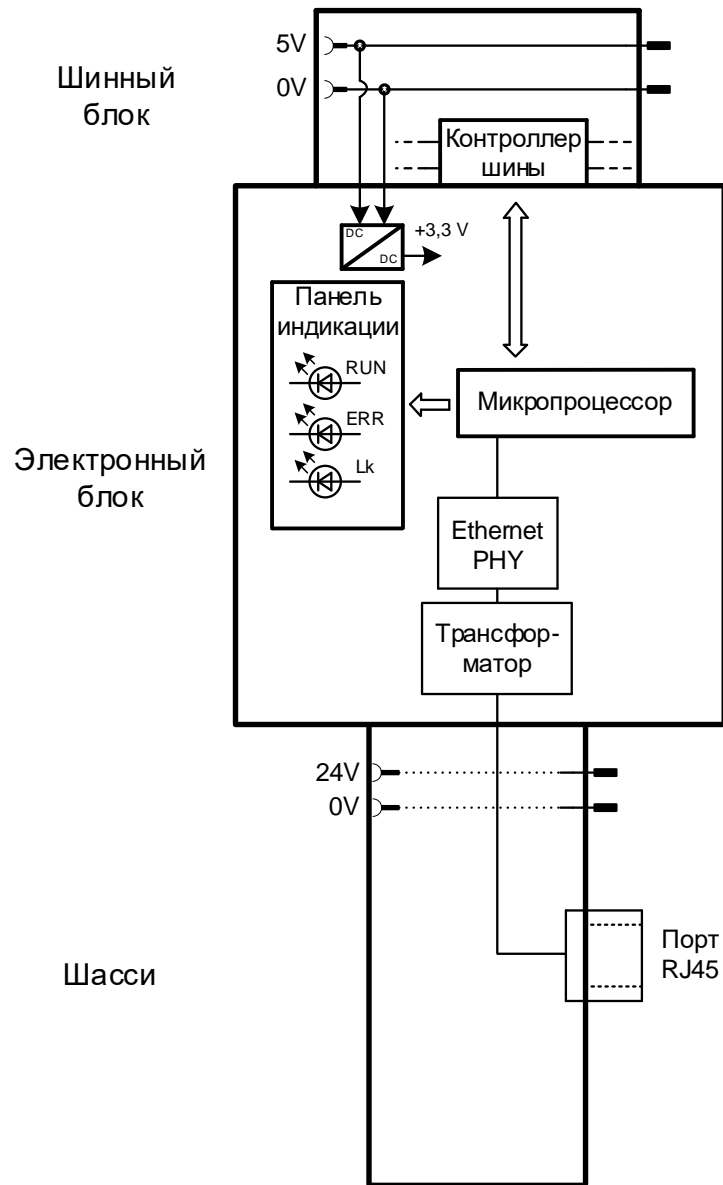 5V
Шинный
блок
0V
Контроллер
шины
DC
DC
+3,3 V
Панель
индикации
RUN
ERR
Lk
Микропроцессор
Электронный
блок
Ethernet
PHY
Трансфор-
матор
24V
0V
Шасси
Порт
RJ45